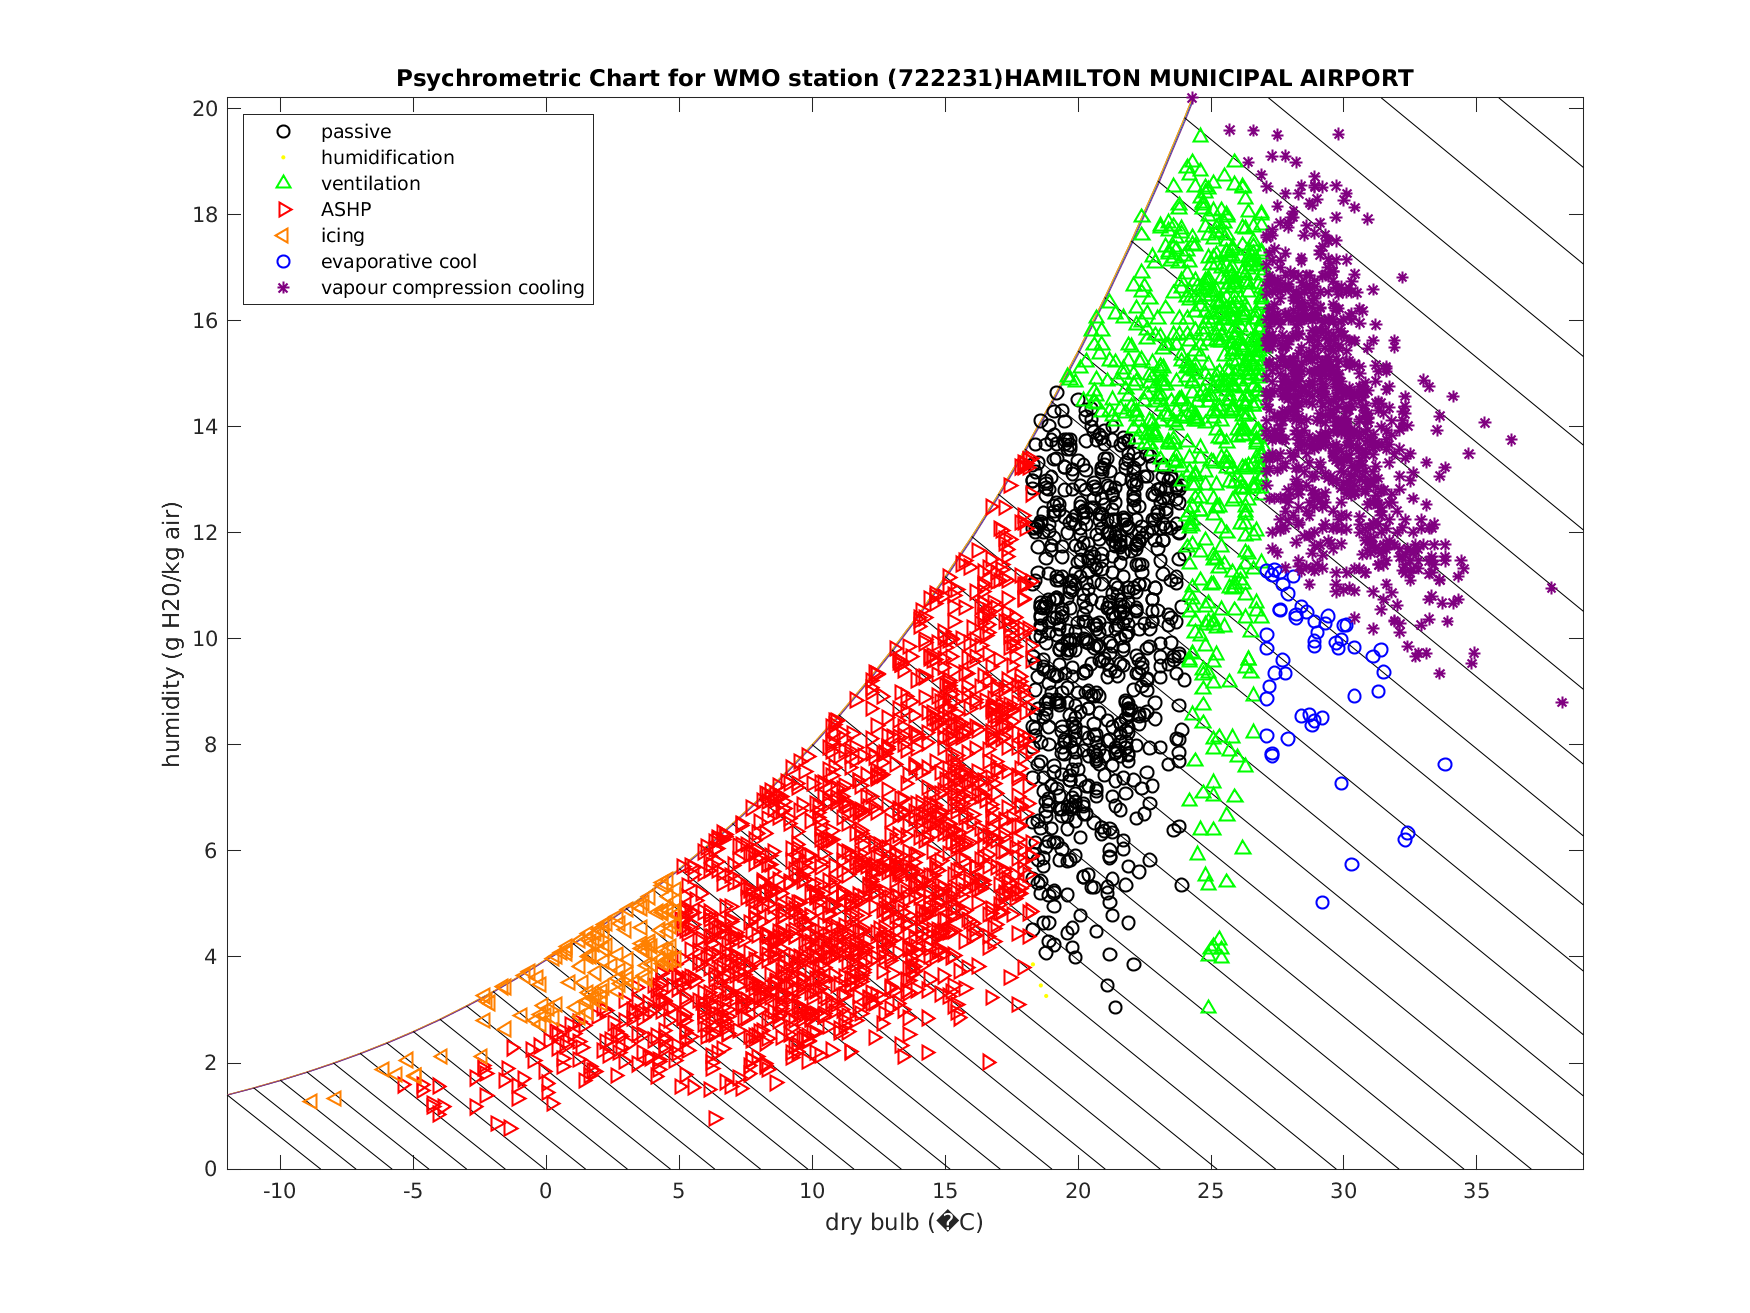 Psychrometric Chart for WMO station (722231)HAMILTON MUNICIPAL AIRPORT
passive
humidification
ventilation
ASHP
icing
evaporative cool
vapour compression cooling
humidity (g H20/kg air)
20
18
16
14
12
10
8
6
4
2
0
-10 -5 0 5 10 15 20 25 30 35
dry bulb (�C)